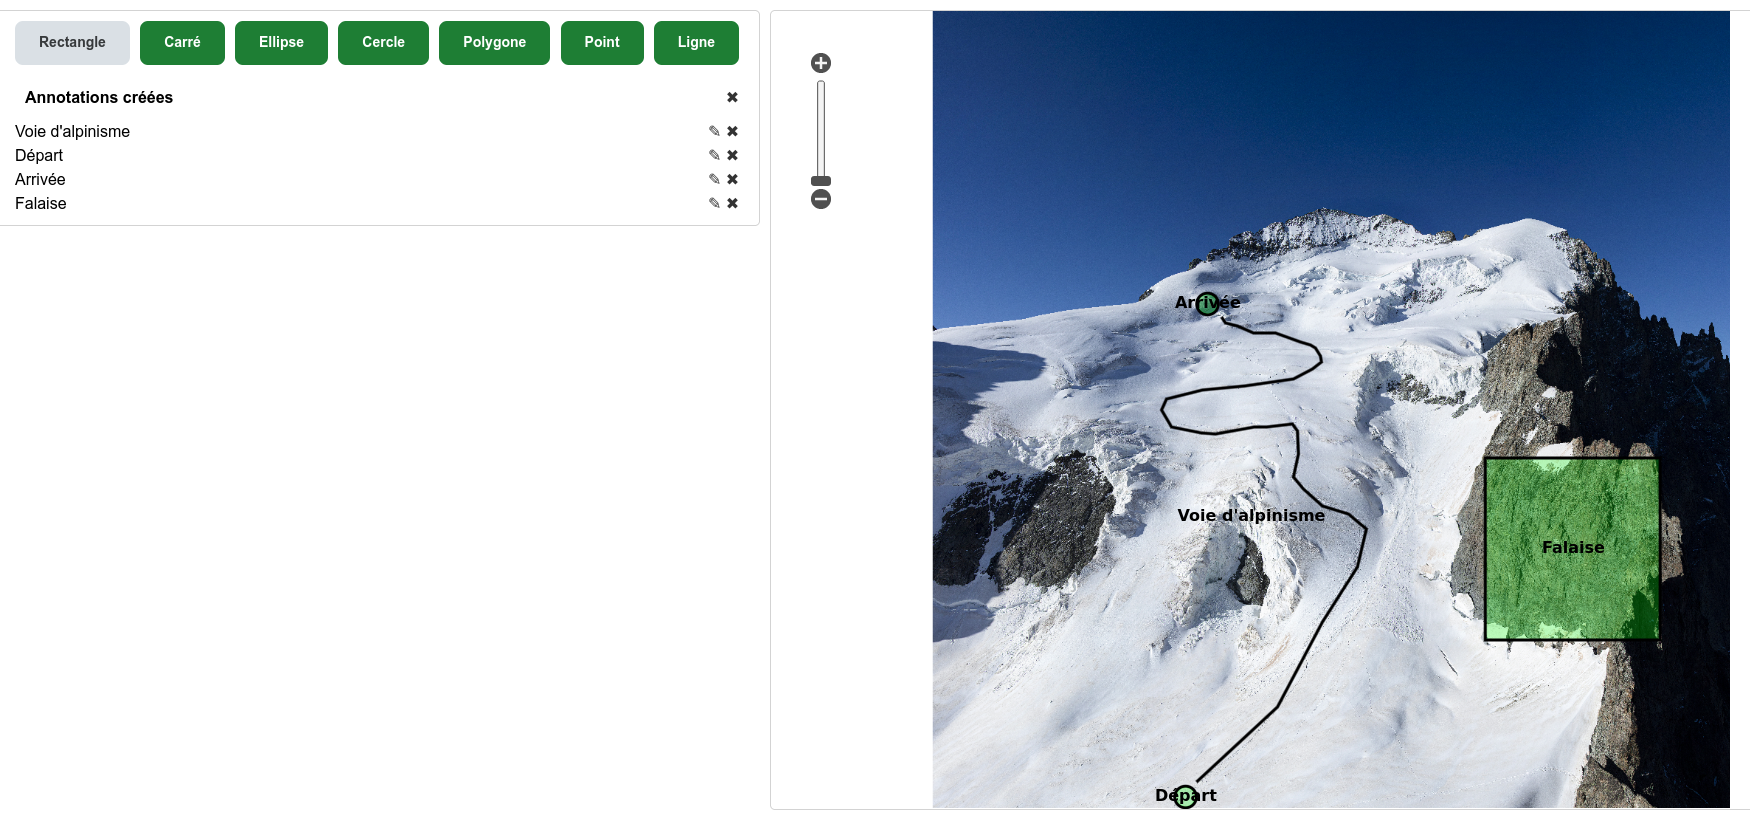 Rectangle Carré Ellipse Cercle Polygone Point Ligne
Annotations créées
Voie d'alpinisme
Départ
Arrivée
Falaise
Arrivée
Voie d'alpinisme
Falaise
Départ